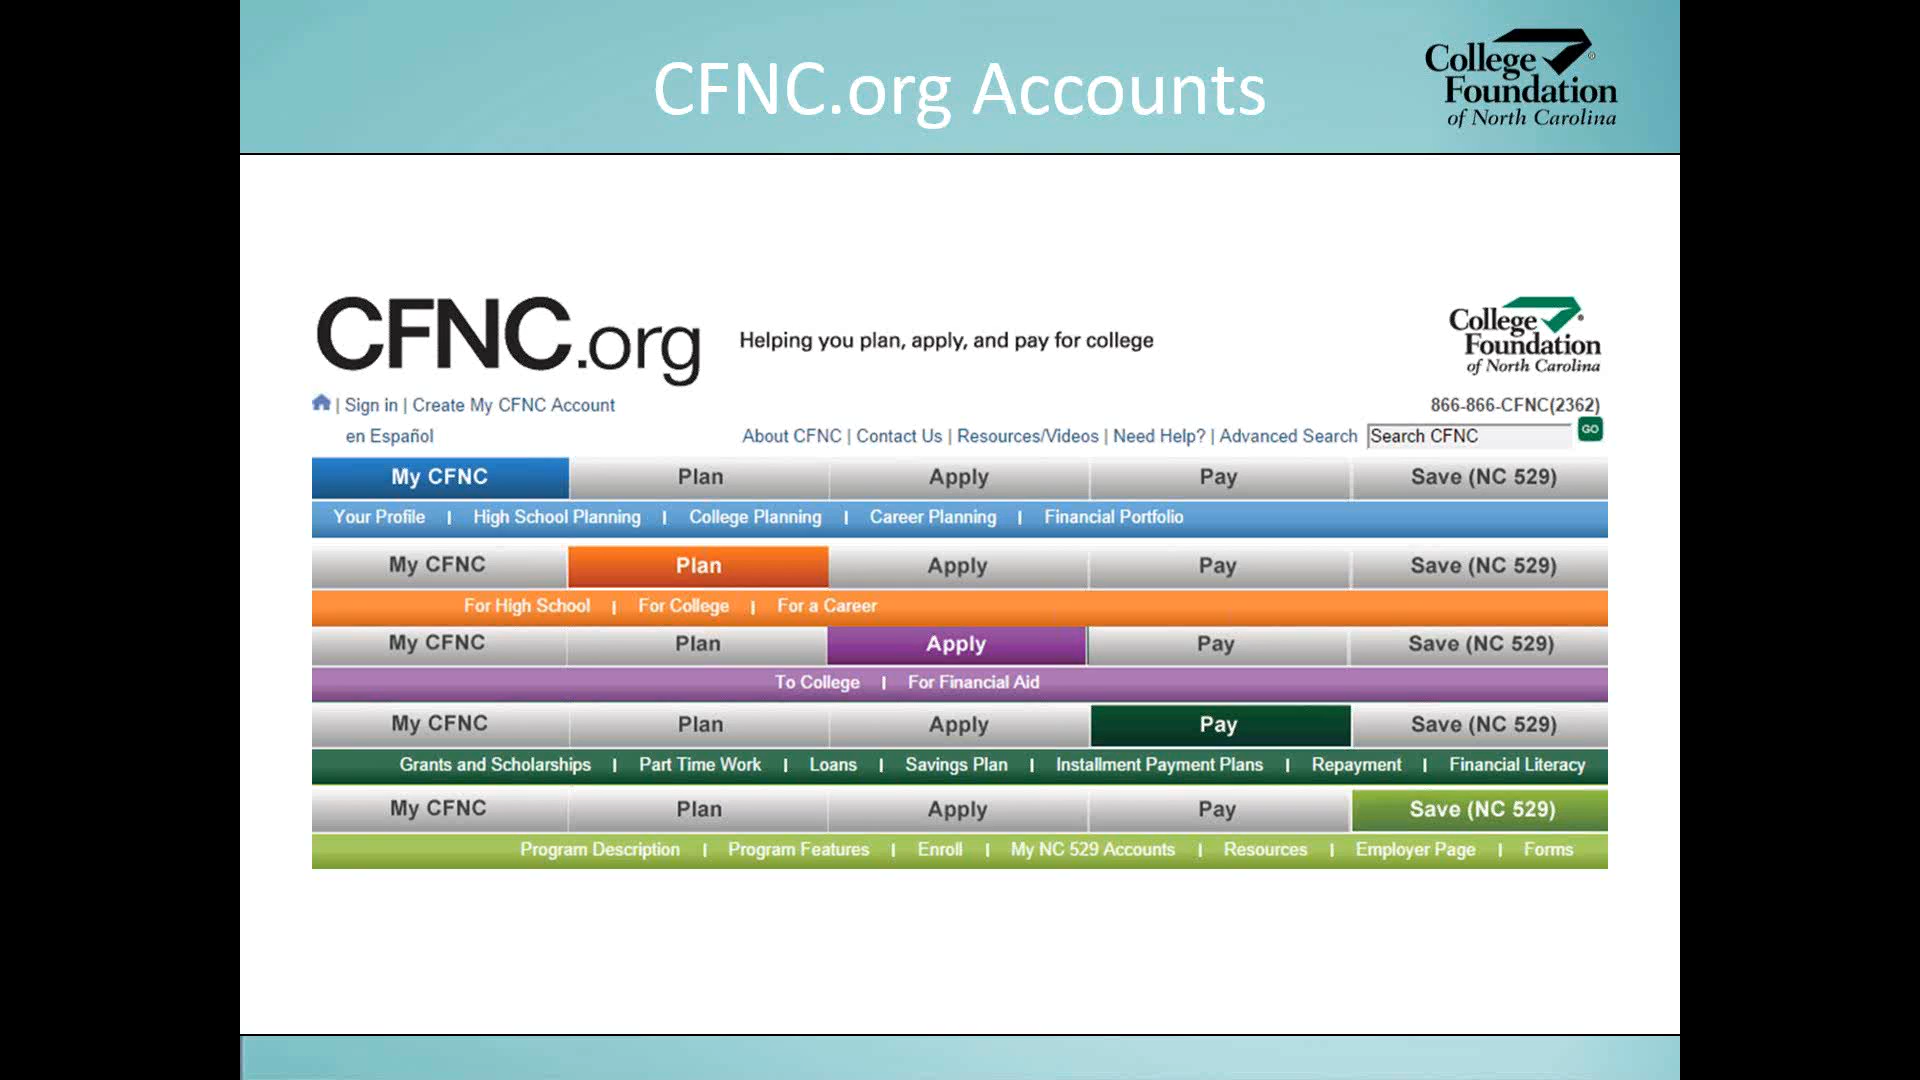 CFNC.org Accounts
College
Foundation
of North Carolina
CFNC.org
Helping you plan, apply, and pay for college
College
Foundation
of North Carolina
| Sign in | Create My CFNC Account
866-866-CFNC(2362)
en Español
About CFNC | Contact Us | Resources/Videos | Need Help? | Advanced Search
Search CFNC
GO
My CFNC Plan Apply Pay Save (NC 529)
Your Profile | High School Planning | College Planning | Career Planning | Financial Portfolio
My CFNC Plan Apply Pay Save (NC 529)
For High School | For College | For a Career
My CFNC Plan Apply Pay Save (NC 529)
To College | For Financial Aid
My CFNC Plan Apply Pay Save (NC 529)
Grants and Scholarships | Part Time Work | Loans | Savings Plan | Installment Payment Plans | Repayment | Financial Literacy
My CFNC Plan Apply Pay Save (NC 529)
Program Description | Program Features | Enroll | My NC 529 Accounts | Resources | Employer Page | Forms